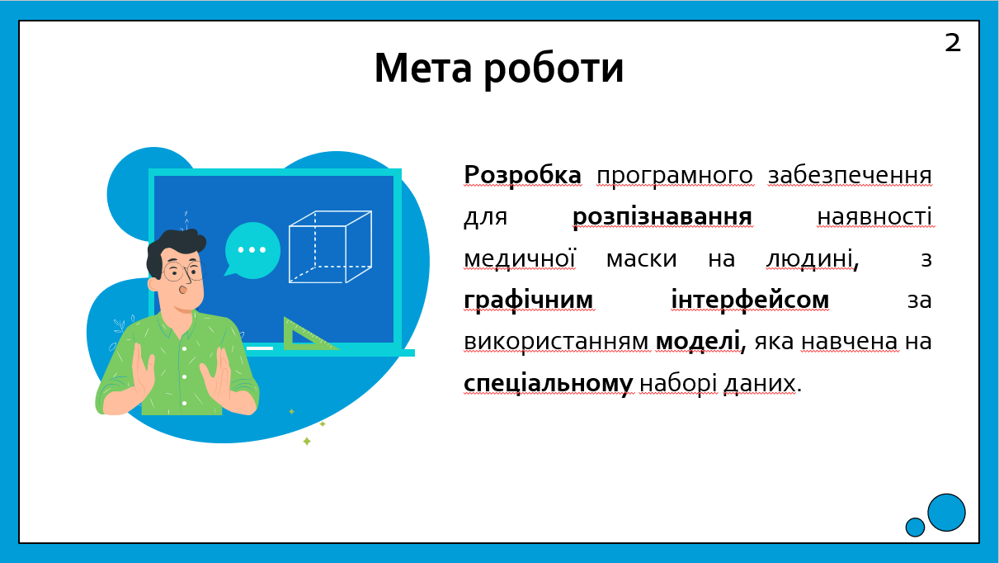 2
Мета роботи
Розробка програмного забезпечення
для розпізнавання наявності
медичної маски на людині, з
графічним інтерфейсом за
використанням моделі, яка навчена на
спеціальному наборі даних.